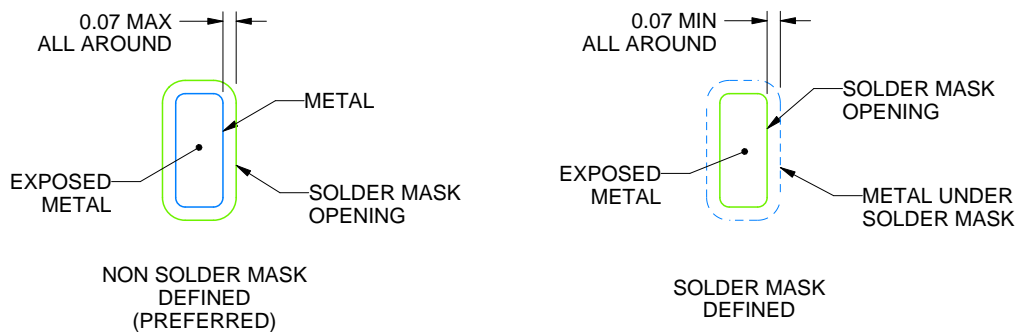 0.07 MAX
ALL AROUND
METAL
EXPOSED
METAL
SOLDER MASK
OPENING
NON SOLDER MASK
DEFINED
(PREFERRED)
0.07 MIN
ALL AROUND
SOLDER MASK
OPENING
EXPOSED
METAL
METAL UNDER
SOLDER MASK
SOLDER MASK
DEFINED